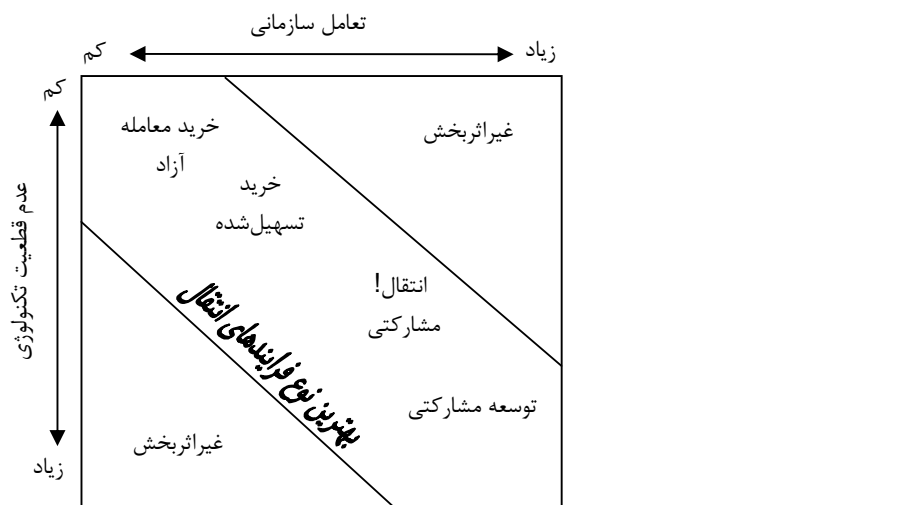 تعامل سازمانی
زیاد
کم
کم
غیراثربخش
خرید معامله
آزاد
خرید
تسهیل‌شده
عدم قطعیت تکنولوژی
انتقال!
مشارکتی
بهترین نوع فرایندهای انتقال
توسعه مشارکتی
غیراثربخش
زیاد